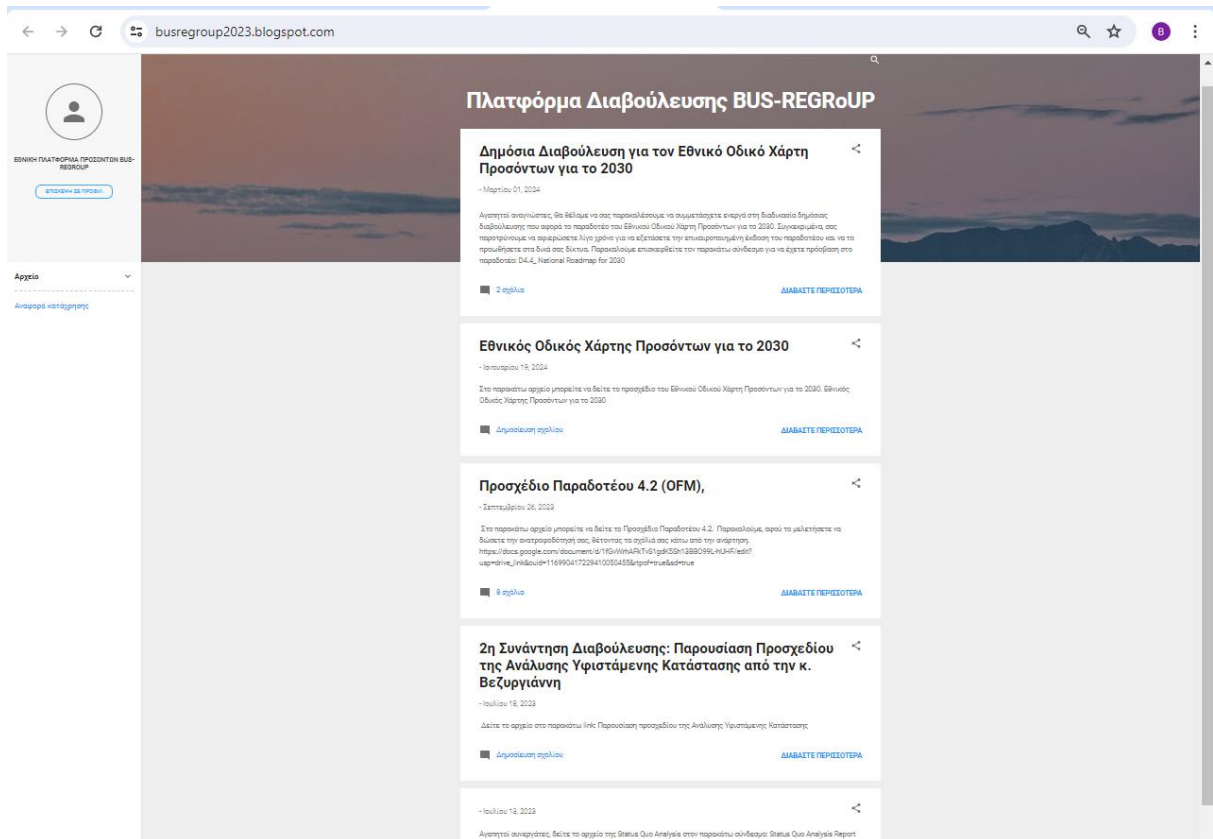 busregroup2023.blogspot.com
B
Πλατφόρμα Διαβούλευσης BUS-REGRoUP
ΕΘΝΙΚΗ ΠΛΑΤΦΟΡΜΑ ΠΡΟΣΟΝΤΩΝ BUS-
REGROUP
ΕΠΙΣΚΕΨΗ ΣΕ ΠΡΟΦΙΛ
Αρχείο
Αναφορά κατάχρησης
Δημόσια Διαβούλευση για τον Εθνικό Οδικό Χάρτη
Προσόντων για το 2030
- Μαρτίου 01, 2024
Αγαπητοί αναγνώστες, Θα θέλαμε να σας παρακαλέσουμε να συμμετάσχετε ενεργά στη διαδικασία δημόσιας
διαβούλευσης που αφορά το παραδοτέο του Εθνικού Οδικού Χάρτη Προσόντων για το 2030. Συγκεκριμένα, σας
παροτρύνουμε να αφιερώσετε λίγο χρόνο για να εξετάσετε την επικαιροποιημένη έκδοση του παραδοτέου και να το
προωθήσετε στα δικά σας δίκτυα. Παρακαλούμε επισκεφθείτε τον παρακάτω σύνδεσμο για να έχετε πρόσβαση στο
παραδοτέο: D4.4_ National Roadmap for 2030
2 σχόλια
ΔΙΑΒΑΣΤΕ ΠΕΡΙΣΣΟΤΕΡΑ
Εθνικός Οδικός Χάρτης Προσόντων για το 2030
- Ιανουαρίου 19, 2024
Στο παρακάτω αρχείο μπορείτε να δείτε το προσχέδιο του Εθνικού Οδικού Χάρτη Προσόντων για το 2030. Εθνικός
Οδικός Χάρτης Προσόντων για το 2030
Δημοσίευση σχολίου
ΔΙΑΒΑΣΤΕ ΠΕΡΙΣΣΟΤΕΡΑ
Προσχέδιο Παραδοτέου 4.2 (OFM),
- Σεπτεμβρίου 26, 2023
Στο παρακάτω αρχείο μπορείτε να δείτε το Προσχέδιο Παραδοτέου 4.2. Παρακαλούμε, αφού το μελετήσετε να
δώσετε την ανατροφοδότησή σας, θέτοντας τα σχόλιά σας κάτω από την ανάρτηση.
8 σχόλια
ΔΙΑΒΑΣΤΕ ΠΕΡΙΣΣΟΤΕΡΑ
2η Συνάντηση Διαβούλευσης: Παρουσίαση Προσχεδίου
της Ανάλυσης Υφιστάμενης Κατάστασης από την κ.
Βεζυργιάννη
- Ιουλίου 18, 2023
Δείτε το αρχείο στο παρακάτω link: Παρουσίαση προσχεδίου της Ανάλυσης Υφιστάμενης Κατάστασης
Δημοσίευση σχολίου
ΔΙΑΒΑΣΤΕ ΠΕΡΙΣΣΟΤΕΡΑ
- Ιουλίου 13, 2023
Αγαπητοί συνεργάτες, δείτε το αρχείο της Status Quo Analysis στον παρακάτω σύνδεσμο: Status Quo Analysis Report